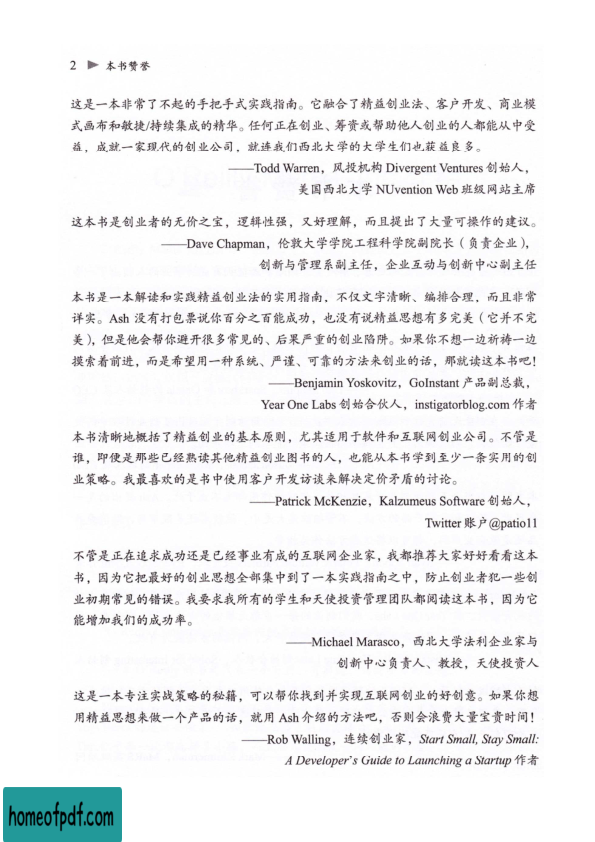 2 ▶ 本书赞誉
这是一本非常了不起的手把手式实践指南。它融合了精益创业法、客户开发、商业模
式画布和敏捷/持续集成的精华。任何正在创业、筹资或帮助他人创业的人都能从中受
益，成就一家现代的创业公司，就连我们西北大学的大学生们也获益良多。
——Todd Warren，风投机构 Divergent Ventures 创始人，
美国西北大学 NUvention Web 班级网站主席
这本书是创业者的无价之宝，逻辑性强，又好理解，而且提出了大量可操作的建议。
——Dave Chapman，伦敦大学学院工程科学院副院长（负责企业），
创新与管理系副主任，企业互动与创新中心副主任
本书是一本解读和实践精益创业法的实用指南，不仅文字清晰、编排合理，而且非常
详实。Ash 没有打包票说你百分之百能成功，也没有说精益思想有多完美（它并不完
美），但是他会帮你避开很多常见的、后果严重的创业陷阱。如果你不想一边祈祷一边
摸索着前进，而是希望用一种系统、严谨、可靠的方法来创业的话，那就读这本书吧！
——Benjamin Yoskovitz，GoInstant 产品副总裁，
Year One Labs 创始合伙人，instigatorblog.com 作者
本书清晰地概括了精益创业的基本原则，尤其适用于软件和互联网创业公司。不管是
谁，即便是那些已经熟读其他精益创业图书的人，也能从本书学到至少一条实用的创
业策略。我最喜欢的是书中使用客户开发访谈来解决定价矛盾的讨论。
——Patrick McKenzie，Kalzumeus Software 创始人，
Twitter 账户@patio11
不管是正在追求成功还是已经事业有成的互联网企业家，我都推荐大家好好看看这本
书，因为它把最好的创业思想全部集中到了一本实践指南之中，防止创业者犯一些创
业初期常见的错误。我要求我所有的学生和天使投资管理团队都阅读这本书，因为它
能增加我们的成功率。
——Michael Marasco，西北大学法利企业家与
创新中心负责人、教授，天使投资人
这是一本专注实战策略的秘籍，可以帮你找到并实现互联网创业的好创意。如果你想
用精益思想来做一个产品的话，就用 Ash 介绍的方法吧，否则会浪费大量宝贵时间！
——Rob Walling，连续创业家，Start Small, Stay Small:
A Developer's Guide to Launching a Startup 作者
homeofpdf.com